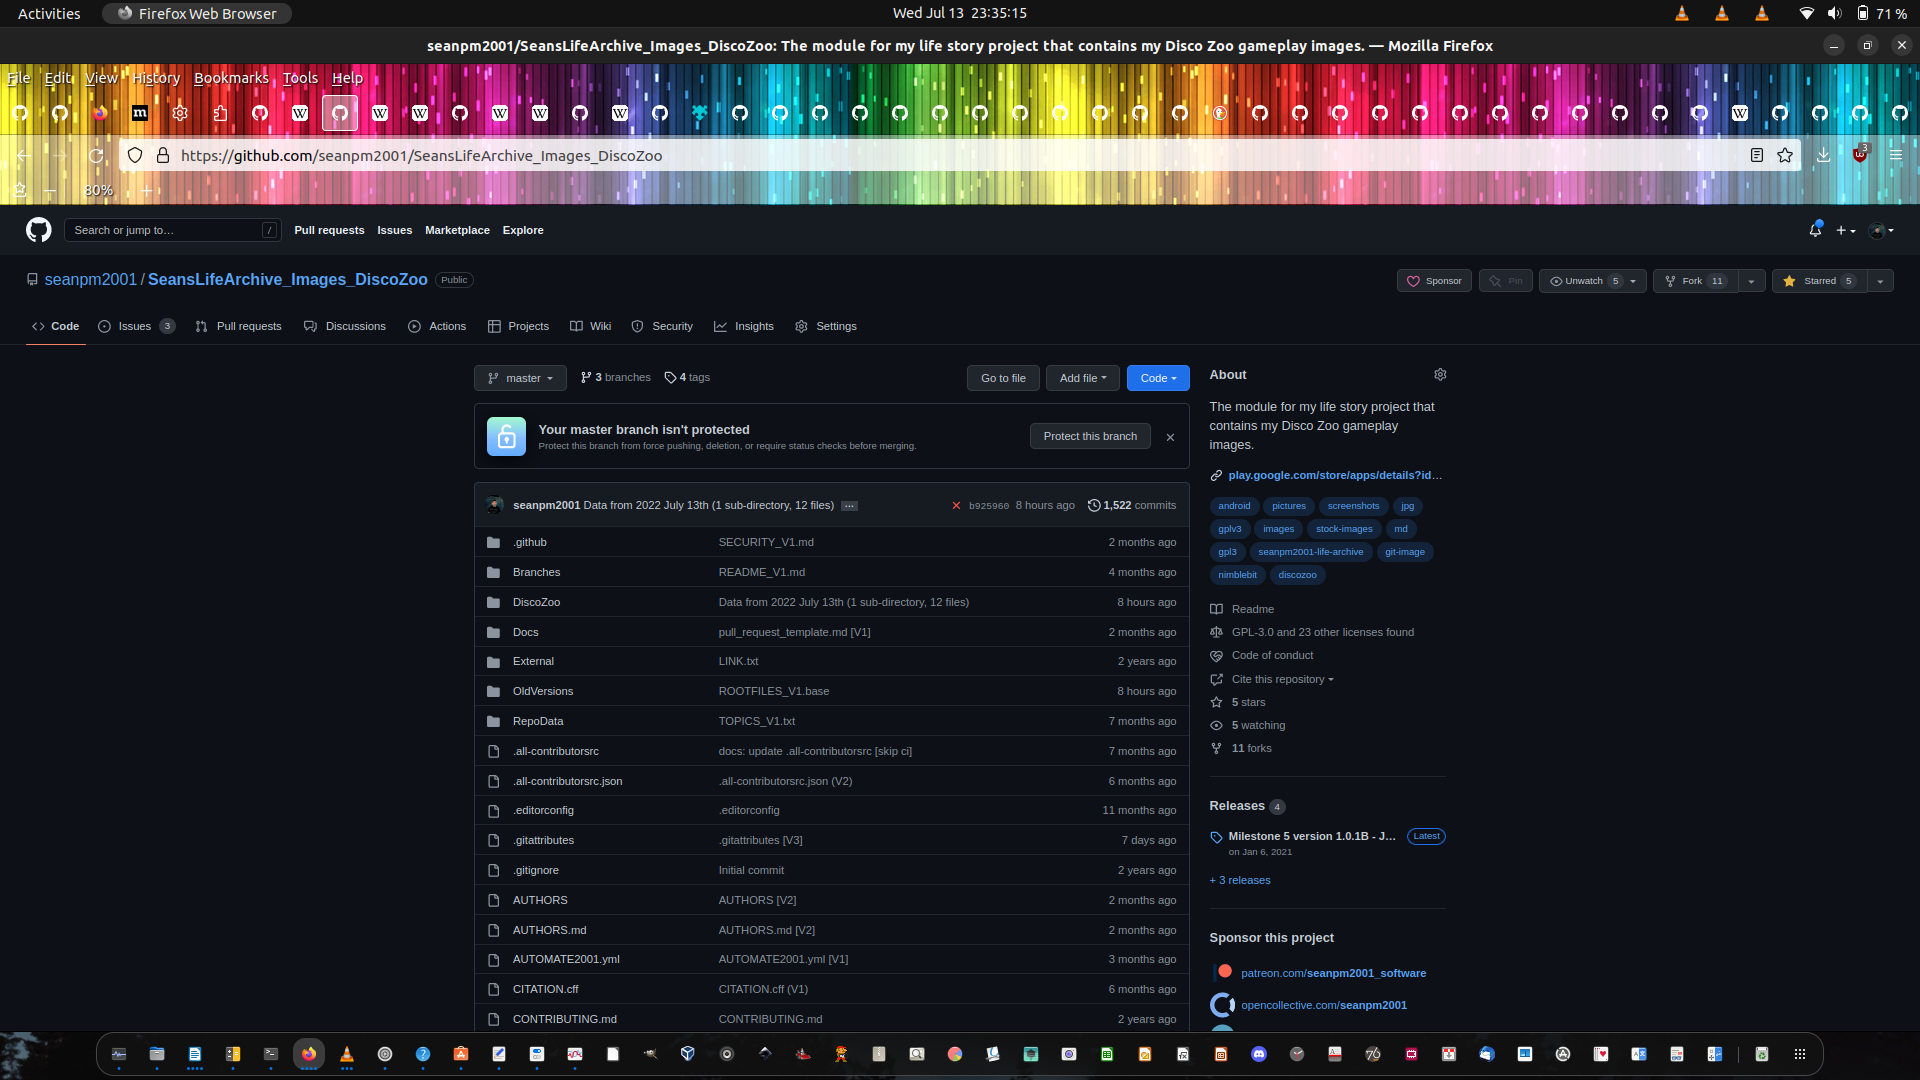 Activities Firefox Web Browser Wed Jul 13 23:35:15 71 %
seanpm2001/SeansLifeArchive_Images_DiscoZoo: The module for my life story project that contains my Disco Zoo gameplay images. — Mozilla Firefox
File Edit View History Bookmarks Tools Help
https://github.com/seanpm2001/SeansLifeArchive_Images_DiscoZoo 3
80%
Search or jump to… / Pull requests Issues Marketplace Explore
seanpm2001 / SeansLifeArchive_Images_DiscoZoo Public Sponsor Pin Unwatch 5 Fork 11 Starred 5
Code Issues 3 Pull requests Discussions Actions Projects Wiki Security Insights Settings
master 3 branches 4 tags Go to file Add file Code
Your master branch isn't protected
Protect this branch from force pushing, deletion, or require status checks before merging.
Protect this branch
seanpm2001 Data from 2022 July 13th (1 sub-directory, 12 files) … b925960 8 hours ago 1,522 commits
.github SECURITY_V1.md 2 months ago
Branches README_V1.md 4 months ago
DiscoZoo Data from 2022 July 13th (1 sub-directory, 12 files) 8 hours ago
Docs pull_request_template.md [V1] 2 months ago
External LINK.txt 2 years ago
OldVersions ROOTFILES_V1.base 8 hours ago
RepoData TOPICS_V1.txt 7 months ago
.all-contributorsrc docs: update .all-contributorsrc [skip ci] 7 months ago
.all-contributorsrc.json .all-contributorsrc.json (V2) 6 months ago
.editorconfig .editorconfig 11 months ago
.gitattributes .gitattributes [V3] 7 days ago
.gitignore Initial commit 2 years ago
AUTHORS AUTHORS [V2] 2 months ago
AUTHORS.md AUTHORS.md [V2] 2 months ago
AUTOMATE2001.yml AUTOMATE2001.yml [V1] 3 months ago
CITATION.cff CITATION.cff (V1) 6 months ago
CONTRIBUTING.md CONTRIBUTING.md 2 years ago
About
The module for my life story project that
contains my Disco Zoo gameplay
images.
play.google.com/store/apps/details?id…
android pictures screenshots jpg
gplv3 images stock-images md
gpl3 seanpm2001-life-archive git-image
nimblebit discozoo
Readme
GPL-3.0 and 23 other licenses found
Code of conduct
Cite this repository
5 stars
5 watching
11 forks
Releases 4
Milestone 5 version 1.0.1B - J… Latest
on Jan 6, 2021
+ 3 releases
Sponsor this project
patreon.com/seanpm2001_software
opencollective.com/seanpm2001